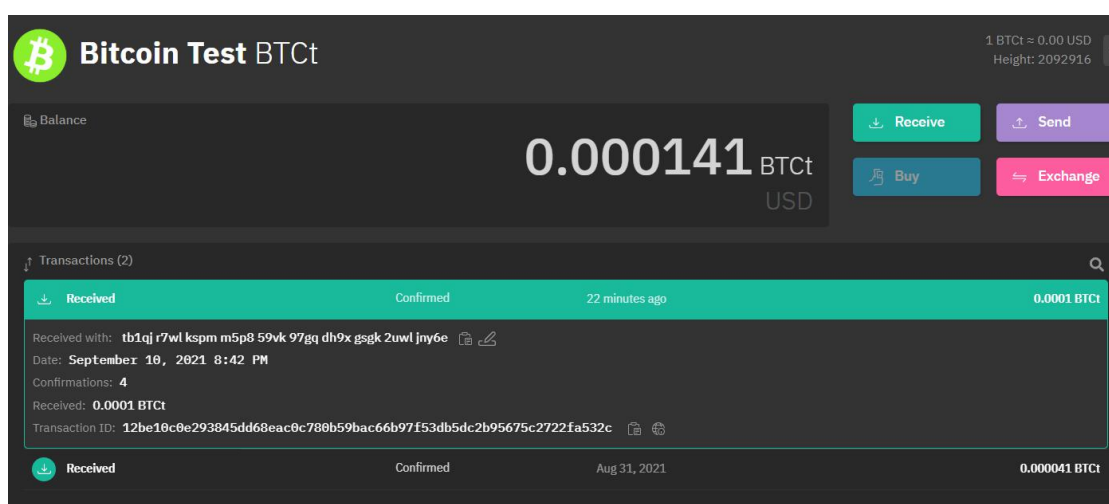 Bitcoin Test BTCt
1 BTCt ≈ 0.00 USD
Height: 2092916
Balance
0.000141 BTCt
USD
Receive
Send
Buy
Exchange
Transactions (2)
Received Confirmed 22 minutes ago 0.0001 BTCt
Received with: tb1qj r7wl kspm m5p8 59vk 97gq dh9x gsgk 2uwl jny6e
Date: September 10, 2021 8:42 PM
Confirmations: 4
Received: 0.0001 BTCt
Transaction ID: 12be10c0e293845dd68eac0c780b59bac66b97f53db5dc2b95675c2722fa532c
Received Confirmed Aug 31, 2021 0.000041 BTCt